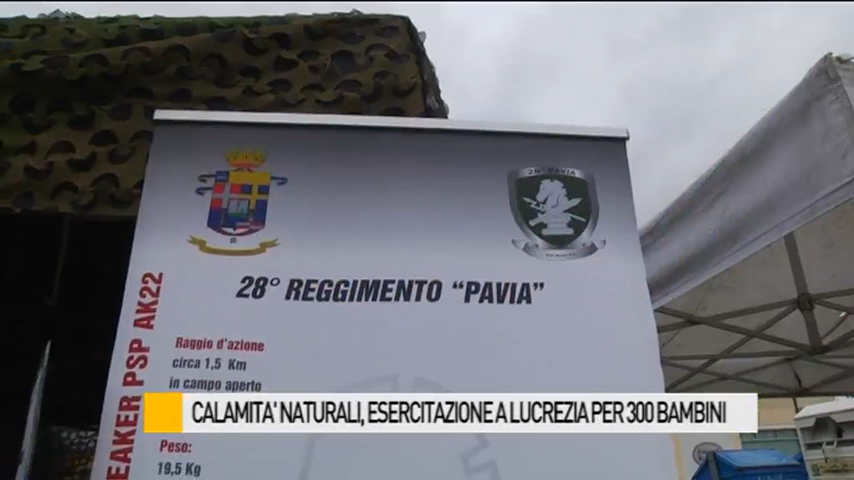 28° PAVIA
28° REGGIMENTO "PAVIA"
EAKER PSP AK22
Raggio d'azione
circa 1,5 Km
in campo aperto
CALAMITA' NATURALI, ESERCITAZIONE A LUCREZIA PER 300 BAMBINI
Peso:
19,5 Kg